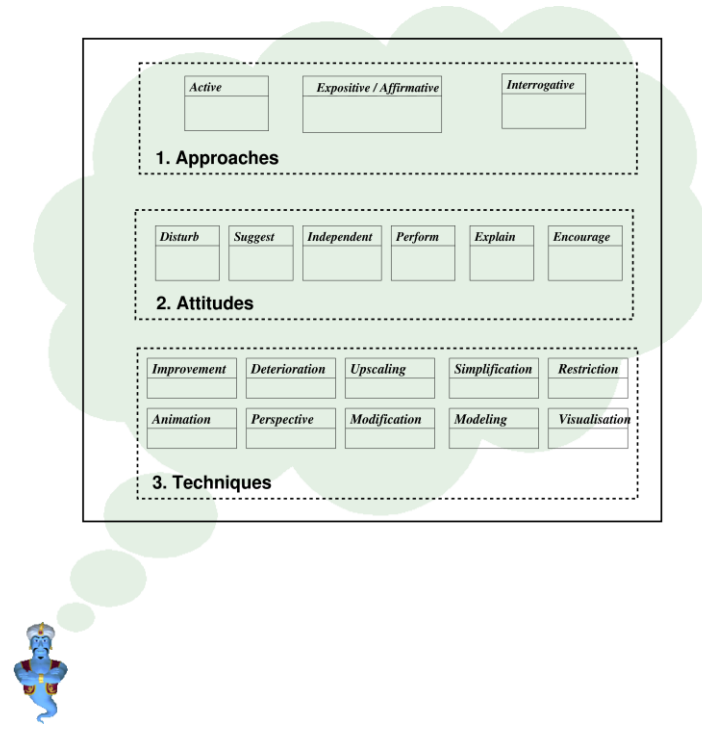 Active Expositive / Affirmative Interrogative
1. Approaches
Disturb Suggest Independent Perform Explain Encourage
2. Attitudes
Improvement Deterioration Upscaling Simplification Restriction
Animation Perspective Modification Modeling Visualisation
3. Techniques